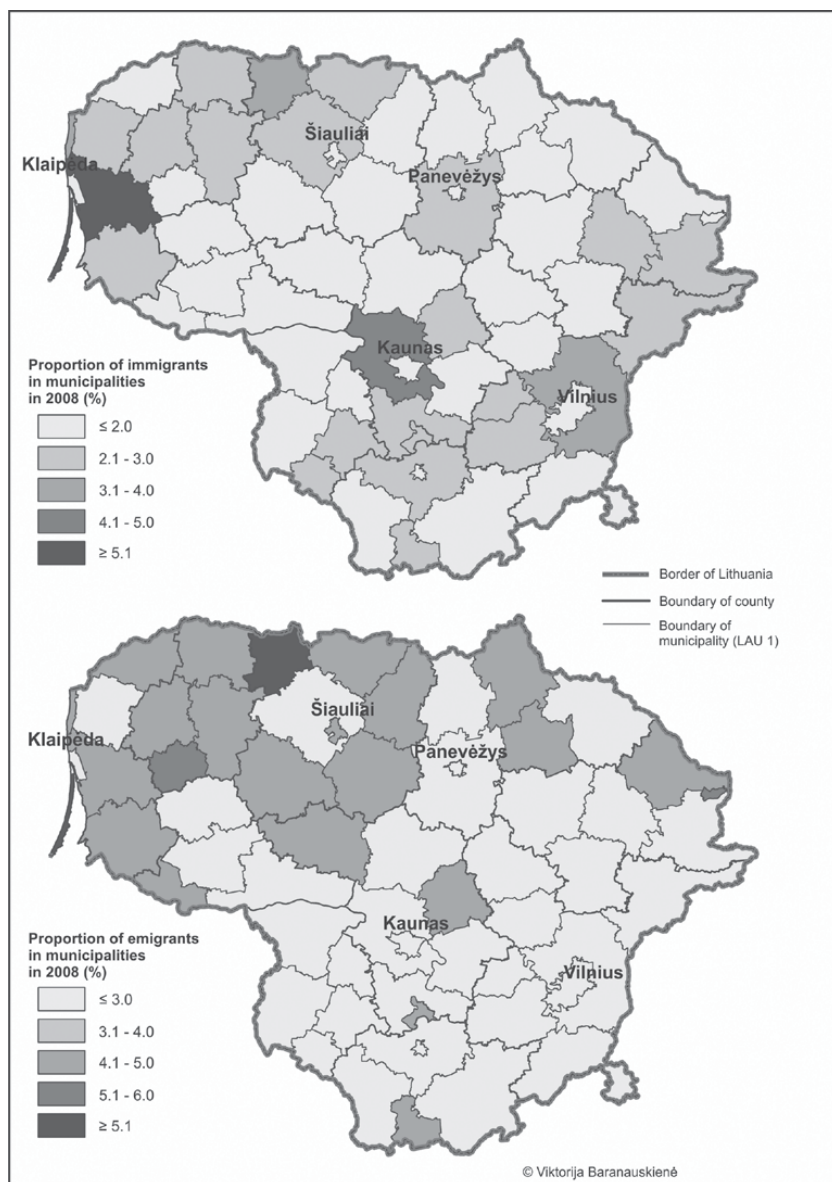 Šiauliai
Klaipėda
Panevėžys
Kaunas
Vilnius
Proportion of immigrants
in municipalities
in 2008 (%)
≤ 2.0
2.1 - 3.0
3.1 - 4.0
4.1 - 5.0
≥ 5.1
Border of Lithuania
Boundary of county
Boundary of
municipality (LAU 1)
Šiauliai
Klaipėda
Panevėžys
Kaunas
Vilnius
Proportion of emigrants
in municipalities
in 2008 (%)
≤ 3.0
3.1 - 4.0
4.1 - 5.0
5.1 - 6.0
≥ 5.1
© Viktorija Baranauskienė